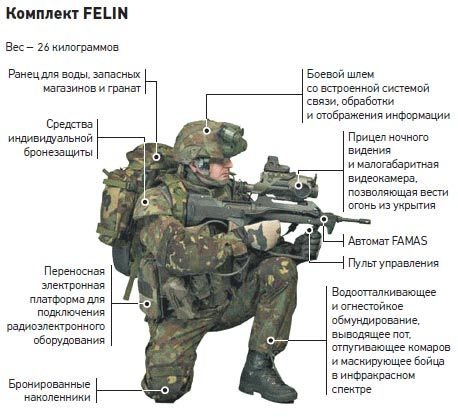 Комплект FELIN
Вес – 26 килограммов
Ранец для воды, запасных
магазинов и гранат
Средства
индивидуальной
бронезащиты
Переносная
электронная
платформа для
подключения
радиоэлектронного
оборудования
Бронированные
наколенники
Боевой шлем
со встроенной системой
связи, обработки
и отображения информации
Прицел ночного
видения
и малогабаритная
видеокамера,
позволяющая вести
огонь из укрытия
Автомат FAMAS
Пульт управления
Водоотталкивающее
и огнестойкое
обмундирование,
выводящее пот,
отпугивающее комаров
и маскирующее бойца
в инфракрасном
спектре